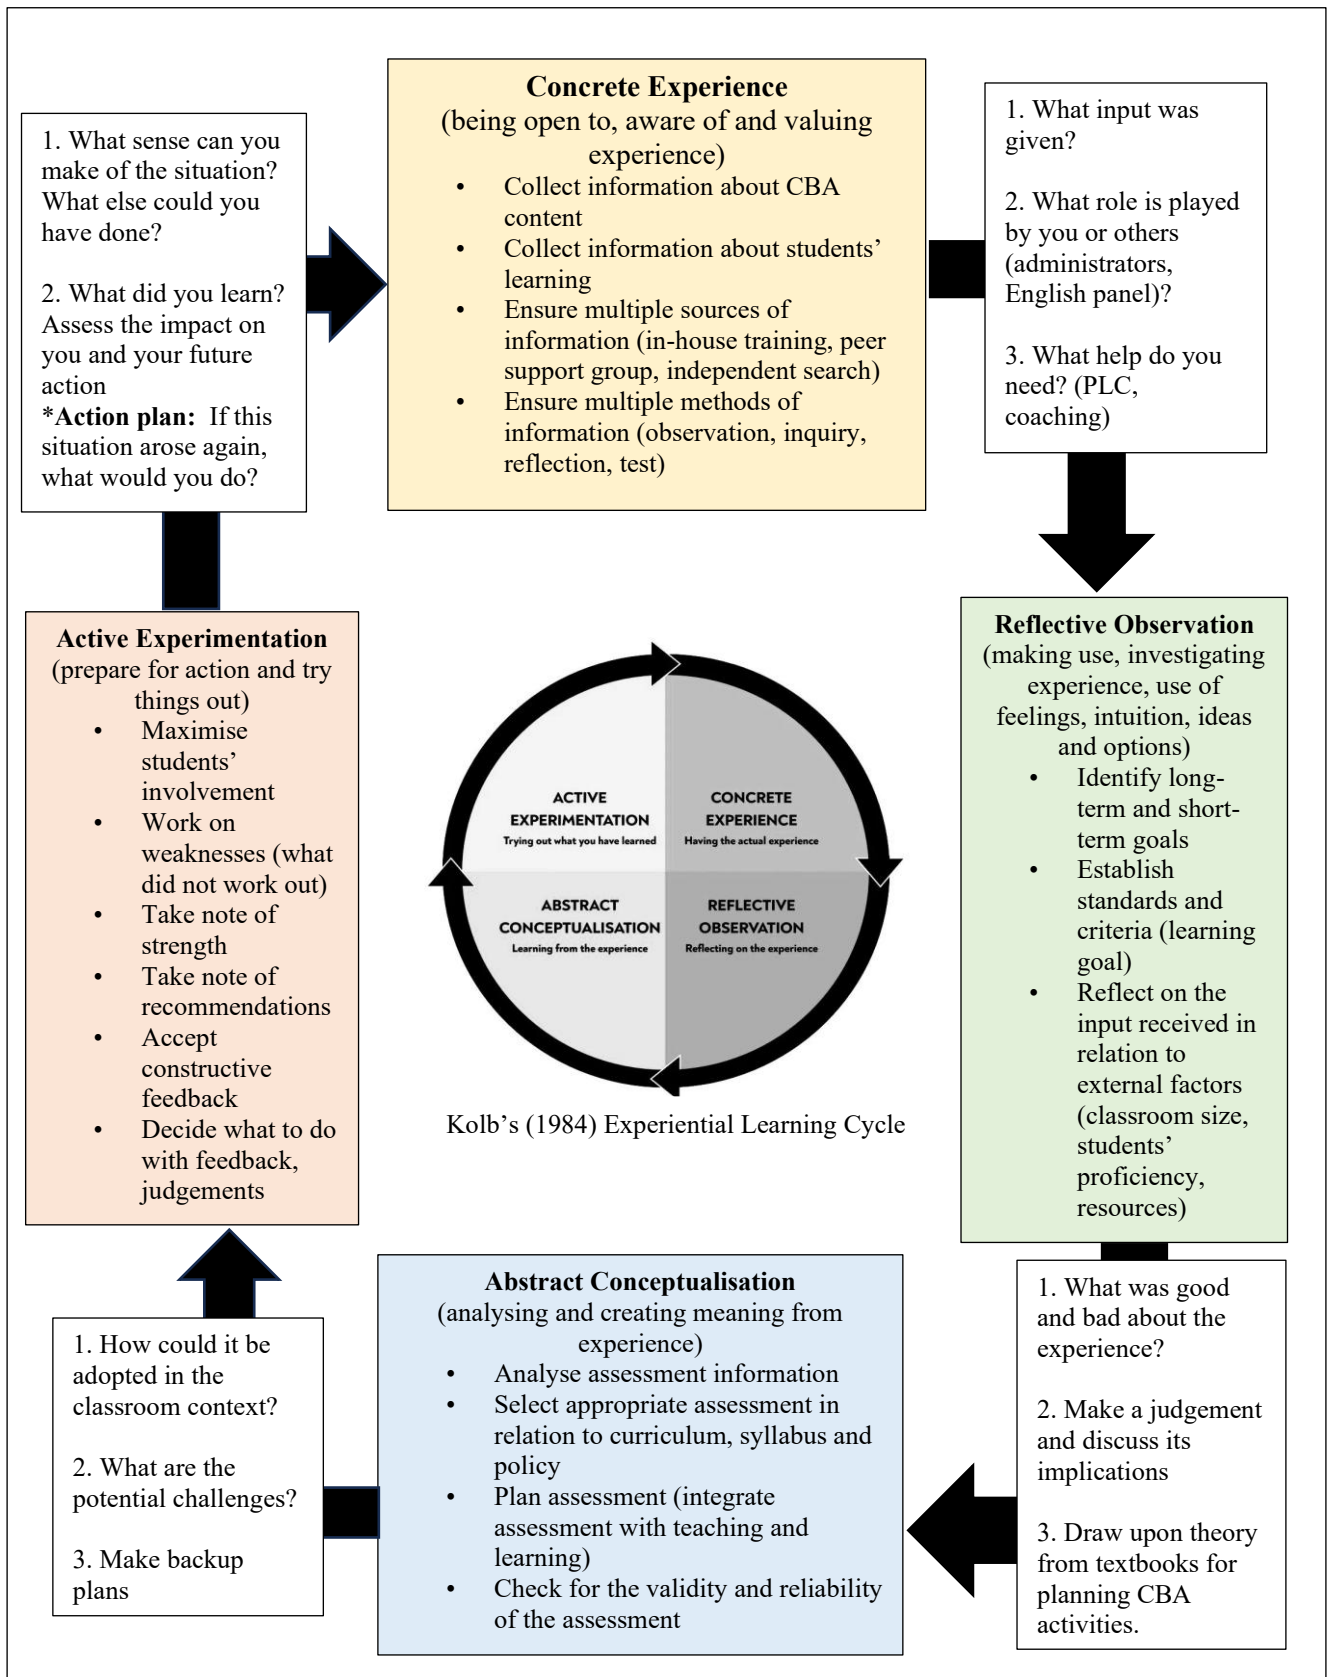 Concrete Experience
(being open to, aware of and valuing
experience)
• Collect information about CBA
content
• Collect information about students’
learning
• Ensure multiple sources of
information (in-house training, peer
support group, independent search)
• Ensure multiple methods of
information (observation, inquiry,
reflection, test)
1. What input was
given?
2. What role is played
by you or others
(administrators,
English panel)?
3. What help do you
need? (PLC,
coaching)
Reflective Observation
(making use, investigating
experience, use of
feelings, intuition, ideas
and options)
• Identify long-
term and short-
term goals
• Establish
standards and
criteria (learning
goal)
• Reflect on the
input received in
relation to
external factors
(classroom size,
students’
proficiency,
resources)
1. What was good
and bad about the
experience?
2. Make a judgement
and discuss its
implications
3. Draw upon theory
from textbooks for
planning CBA
activities.
Abstract Conceptualisation
(analysing and creating meaning from
experience)
• Analyse assessment information
• Select appropriate assessment in
relation to curriculum, syllabus and
policy
• Plan assessment (integrate
assessment with teaching and
learning)
• Check for the validity and reliability
of the assessment
1. How could it be
adopted in the
classroom context?
2. What are the
potential challenges?
3. Make backup
plans
Active Experimentation
(prepare for action and try
things out)
• Maximise
students’
involvement
• Work on
weaknesses (what
did not work out)
• Take note of
strength
• Take note of
recommendations
• Accept
constructive
feedback
• Decide what to do
with feedback,
judgements
1. What sense can you
make of the situation?
What else could you
have done?
2. What did you learn?
Assess the impact on
you and your future
action
*Action plan: If this
situation arose again,
what would you do?
ACTIVE
EXPERIMENTATION
Trying out what you have learned
CONCRETE
EXPERIENCE
Having the actual experience
ABSTRACT
CONCEPTUALISATION
Learning from the experience
REFLECTIVE
OBSERVATION
Reflecting on the experience
Kolb’s (1984) Experiential Learning Cycle